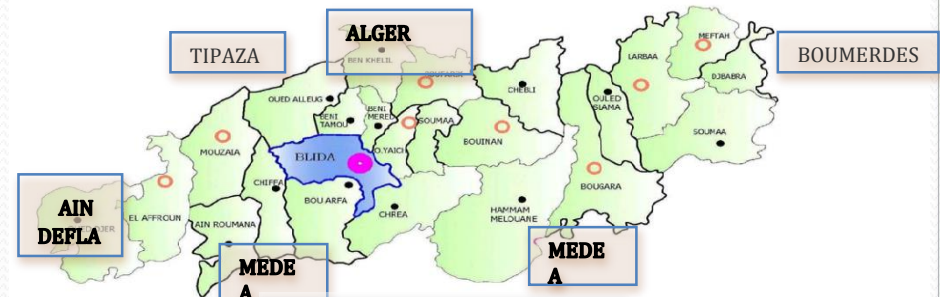 ALGER
TIPAZA
BOUMERDES
MEFTAH
LARBAA
BEN KHELIL
DJBABRA
CHEBLI
OUED ALLEUG
OULED
SLAMA
BENI
MERED
BENI
TAMOU
SOUMAA
SOUMAA
BOUINAN
MOUZAIA
O.YAICH
BLIDA
CHIFFA
BOUGARA
BOU ARFA
AIN
DEFLA
EL AFFROUN
CHREA
HAMMAM
MELOUANE
AIN ROUMANA
MEDE
A
MEDE
A